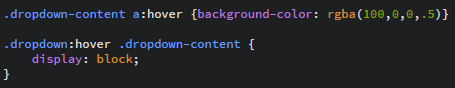 .dropdown-content a:hover {background-color: rgba(100,0,0,.5)}
.dropdown:hover .dropdown-content {
display: block;
}